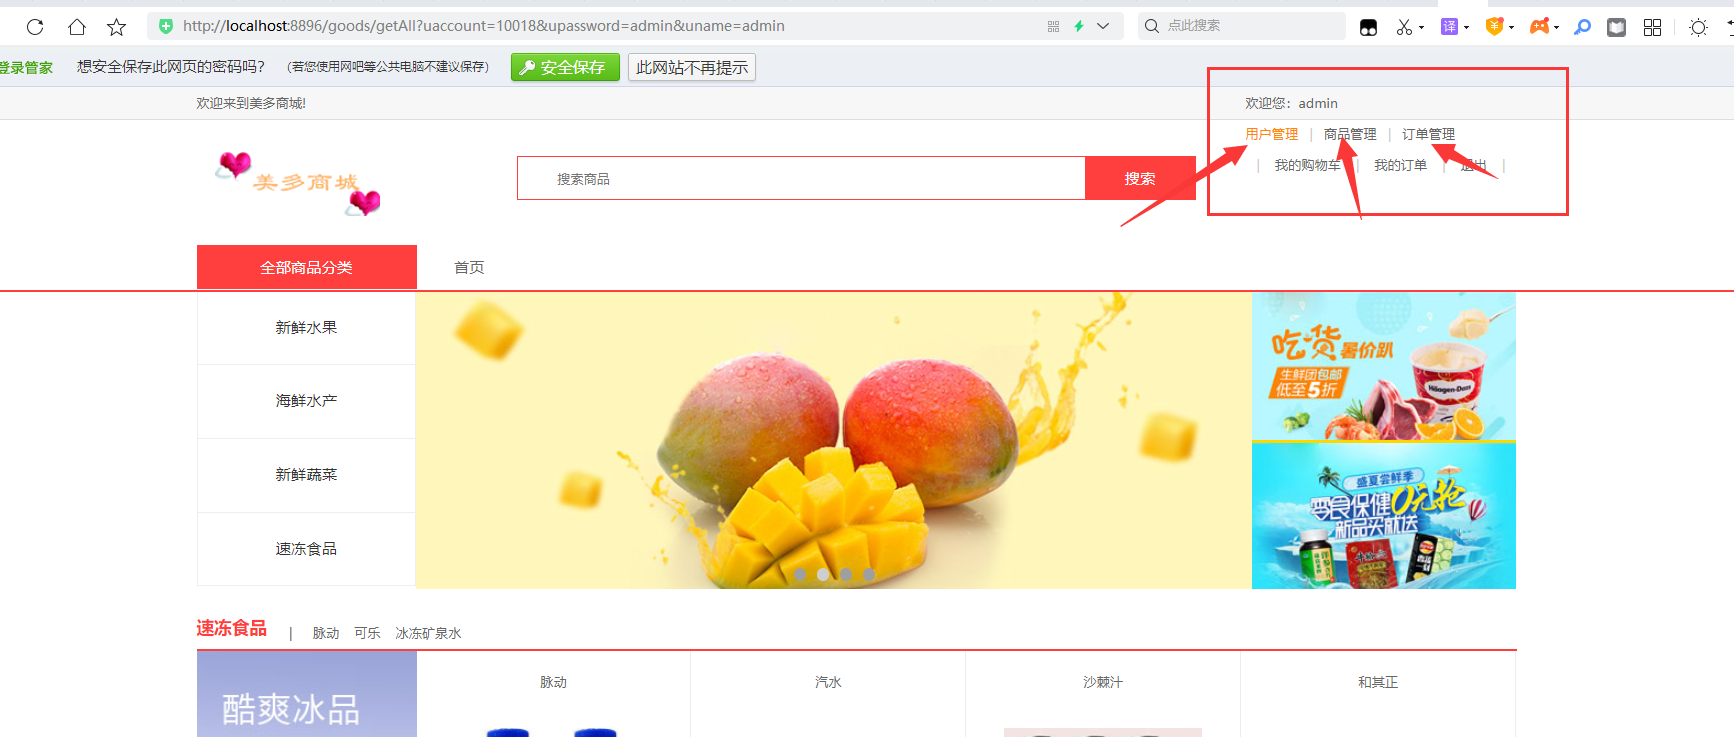 http://localhost:8896/goods/getAll?uaccount=10018&upassword=admin&uname=admin
点此搜索
译
登录管家 想安全保存此网页的密码吗? (若您使用网吧等公共电脑不建议保存) 安全保存 此网站不再提示
欢迎来到美多商城!
欢迎您: admin
用户管理 | 商品管理 | 订单管理
| 我的购物车 | 我的订单 | 退出 |
美多商城
搜索商品
搜索
全部商品分类
首页
新鲜水果
海鲜水产
新鲜蔬菜
速冻食品
吃货暑价趴
生鲜团包邮
低至5折
Häagen-Dazs
盛夏尝鲜季
零食保健0元抢
新品买就送
速冻食品 | 脉动 可乐 冰冻矿泉水
酷爽冰品
脉动
汽水
沙棘汁
和其正